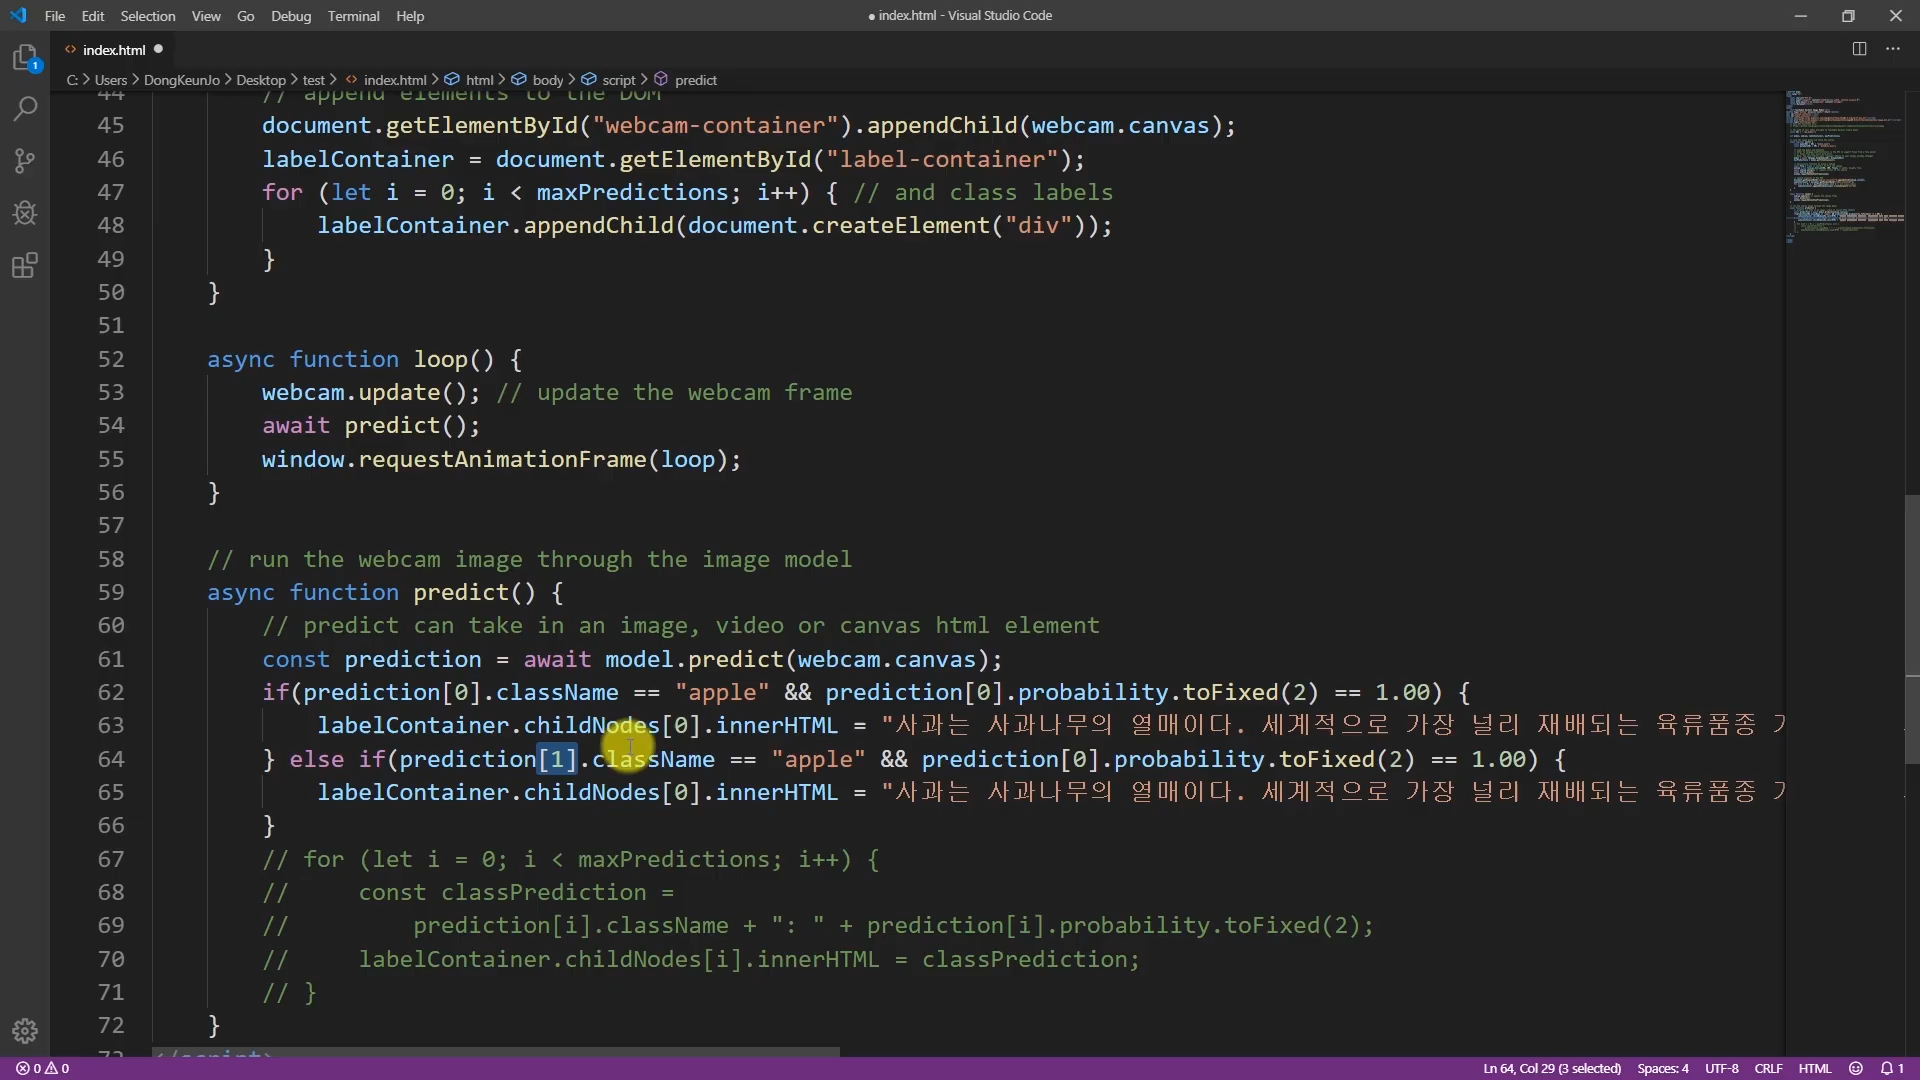 File Edit Selection View Go Debug Terminal Help
● index.html - Visual Studio Code
index.html
1
C: > Users > DongKeunJo > Desktop > test > index.html > html > body > script > predict
44 // append elements to the DOM
45 document.getElementById("webcam-container").appendChild(webcam.canvas);
46 labelContainer = document.getElementById("label-container");
47 for (let i = 0; i < maxPredictions; i++) { // and class labels
48 labelContainer.appendChild(document.createElement("div"));
49 }
50 }
51
52 async function loop() {
53 webcam.update(); // update the webcam frame
54 await predict();
55 window.requestAnimationFrame(loop);
56 }
57
58 // run the webcam image through the image model
59 async function predict() {
60 // predict can take in an image, video or canvas html element
61 const prediction = await model.predict(webcam.canvas);
62 if(prediction[0].className == "apple" && prediction[0].probability.toFixed(2) == 1.00) {
63 labelContainer.childNodes[0].innerHTML = "사과는 사과나무의 열매이다. 세계적으로 가장 널리 재배되는 육류품종 가
64 } else if(prediction[1].className == "apple" && prediction[0].probability.toFixed(2) == 1.00) {
65 labelContainer.childNodes[0].innerHTML = "사과는 사과나무의 열매이다. 세계적으로 가장 널리 재배되는 육류품종 가
66 }
67 // for (let i = 0; i < maxPredictions; i++) {
68 // const classPrediction =
69 // prediction[i].className + ": " + prediction[i].probability.toFixed(2);
70 // labelContainer.childNodes[i].innerHTML = classPrediction;
71 // }
72 }
73 </script>
0 0 Ln 64, Col 29 (3 selected) Spaces: 4 UTF-8 CRLF HTML 1